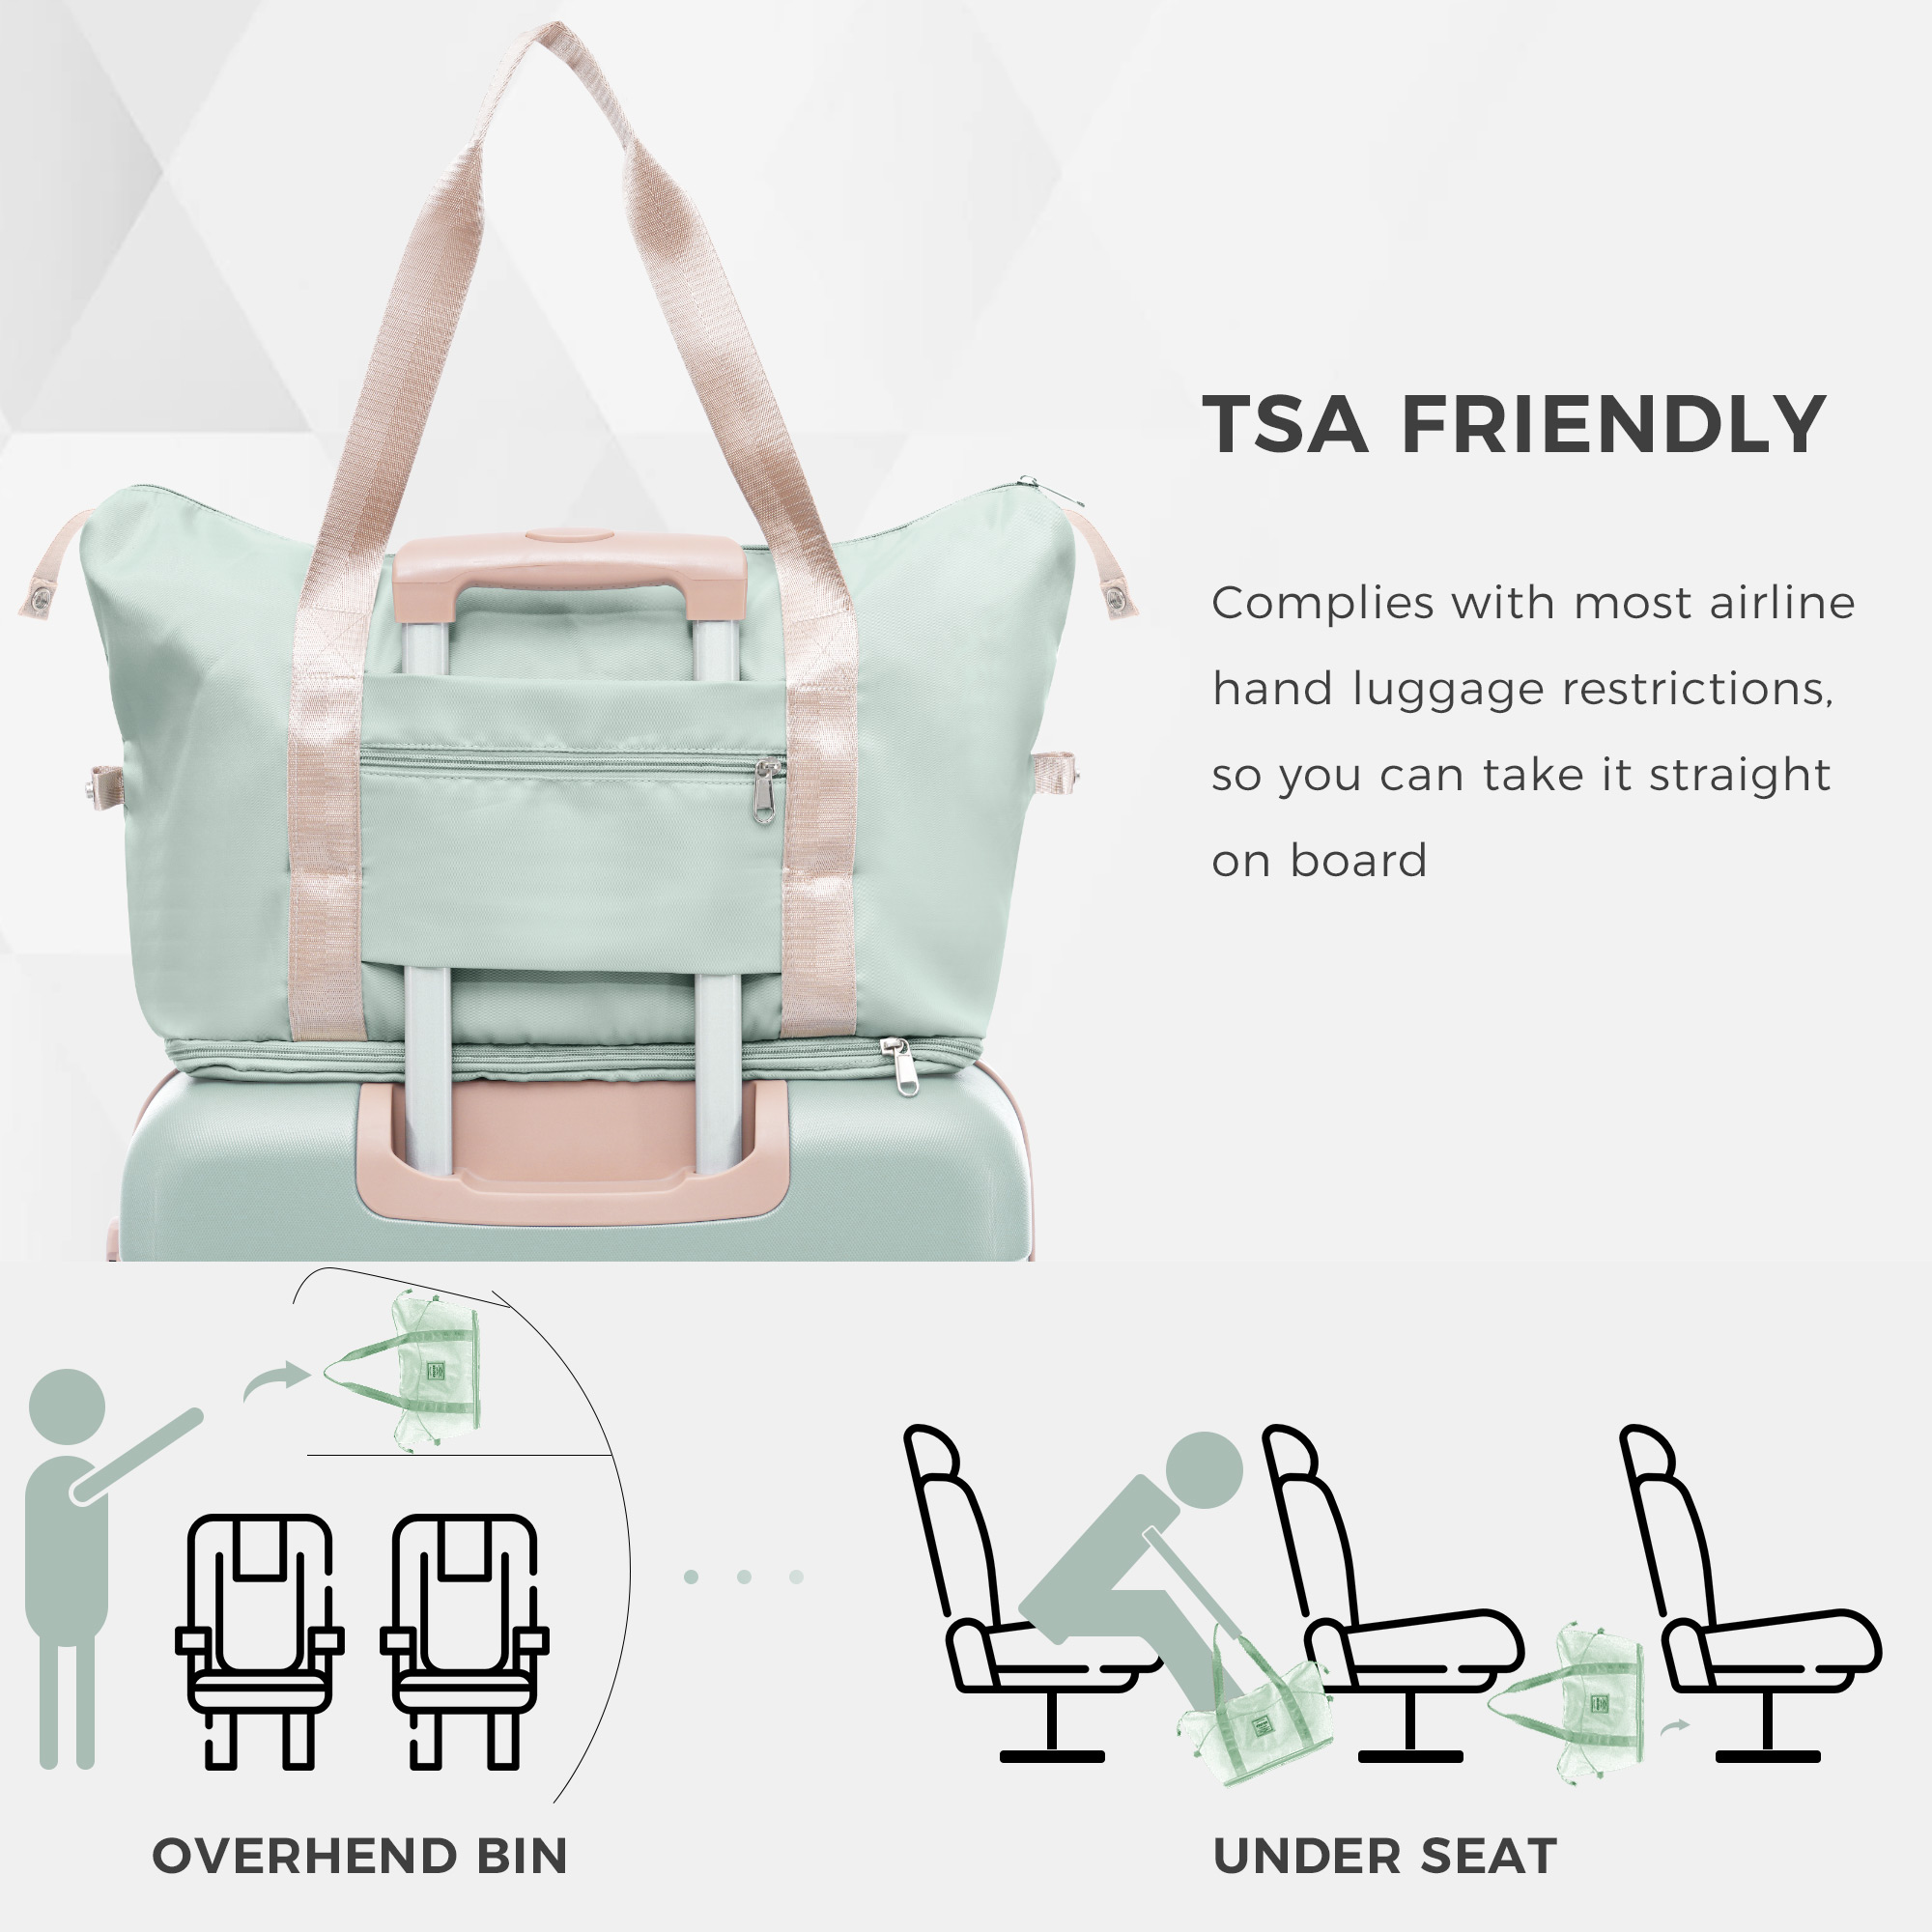 TSA FRIENDLY
Complies with most airline
hand luggage restrictions,
so you can take it straight
on board
OVERHEND BIN
UNDER SEAT